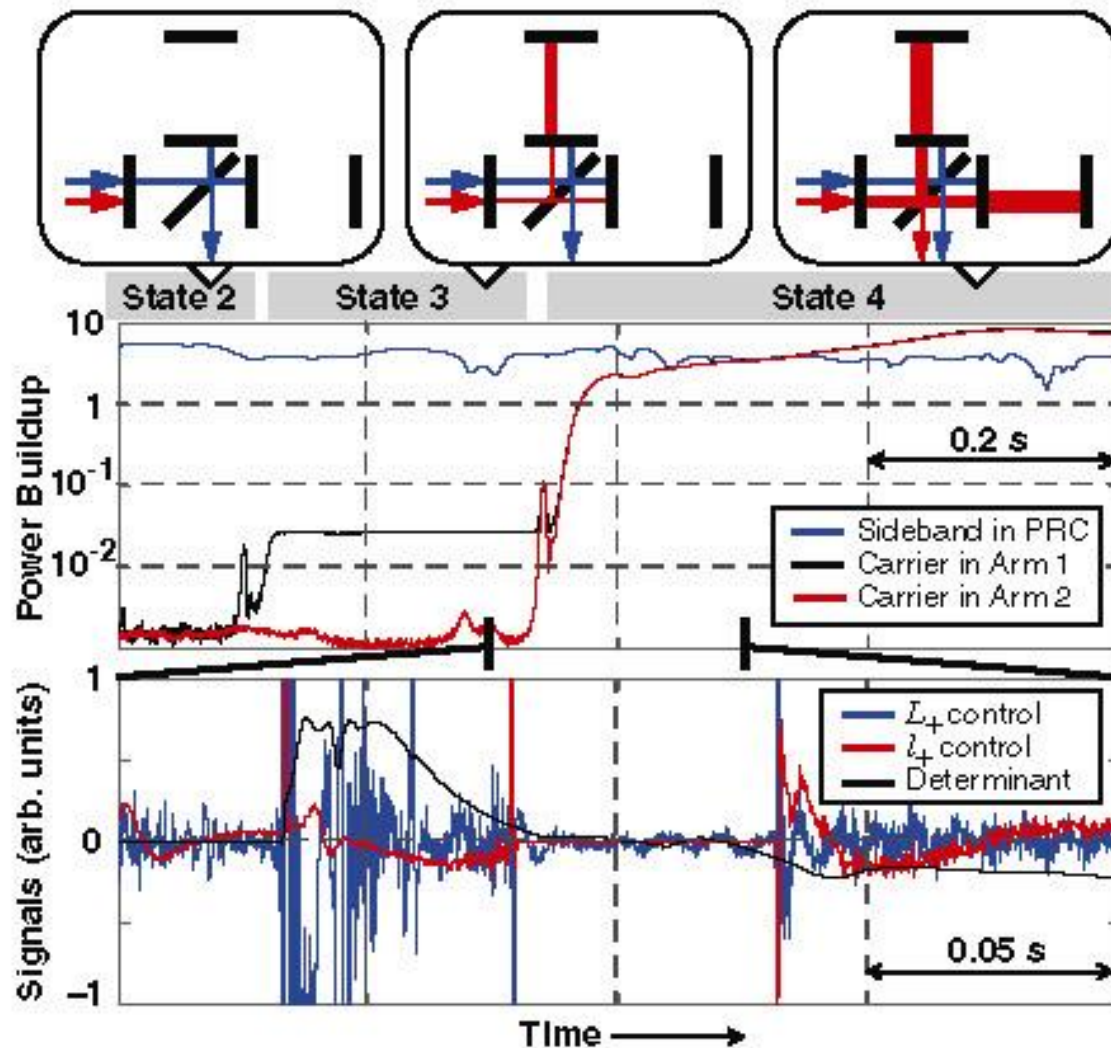 State 2 State 3 State 4
10
1
10-1
10-2
Power Buildup
0.2 s
Sideband in PRC
Carrier in Arm 1
Carrier in Arm 2
1
0
-1
Signals (arb. units)
L+ control
l+ control
Determinant
0.05 s
Time